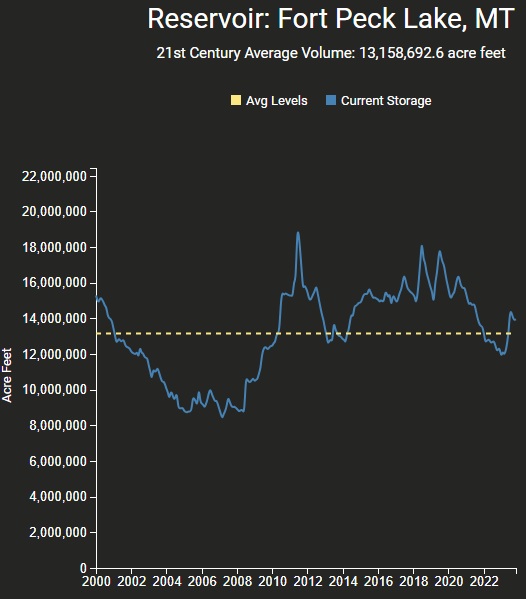 Reservoir: Fort Peck Lake, MT
21st Century Average Volume: 13,158,692.6 acre feet
Avg Levels Current Storage
22,000,000
20,000,000
18,000,000
16,000,000
14,000,000
12,000,000
10,000,000
8,000,000
6,000,000
4,000,000
2,000,000
0
Acre Feet
2000 2002 2004 2006 2008 2010 2012 2014 2016 2018 2020 2022